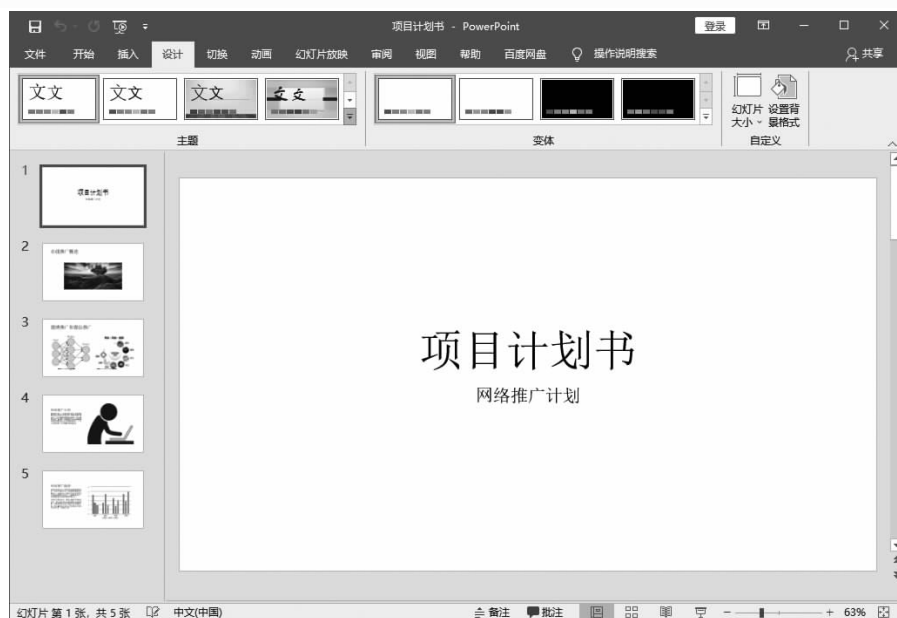 项目计划书 - PowerPoint
登录
文件 开始 插入 设计 切换 动画 幻灯片放映 审阅 视图 帮助 百度网盘 操作说明搜索 共享
文文 文文 文文 文文
幻灯片大小 设置背景格式
主题 变体 自定义
1
项目计划书
2
3
4
5
项目计划书
网络推广计划
幻灯片 第 1 张, 共 5 张 中文(中国) 备注 批注 63%